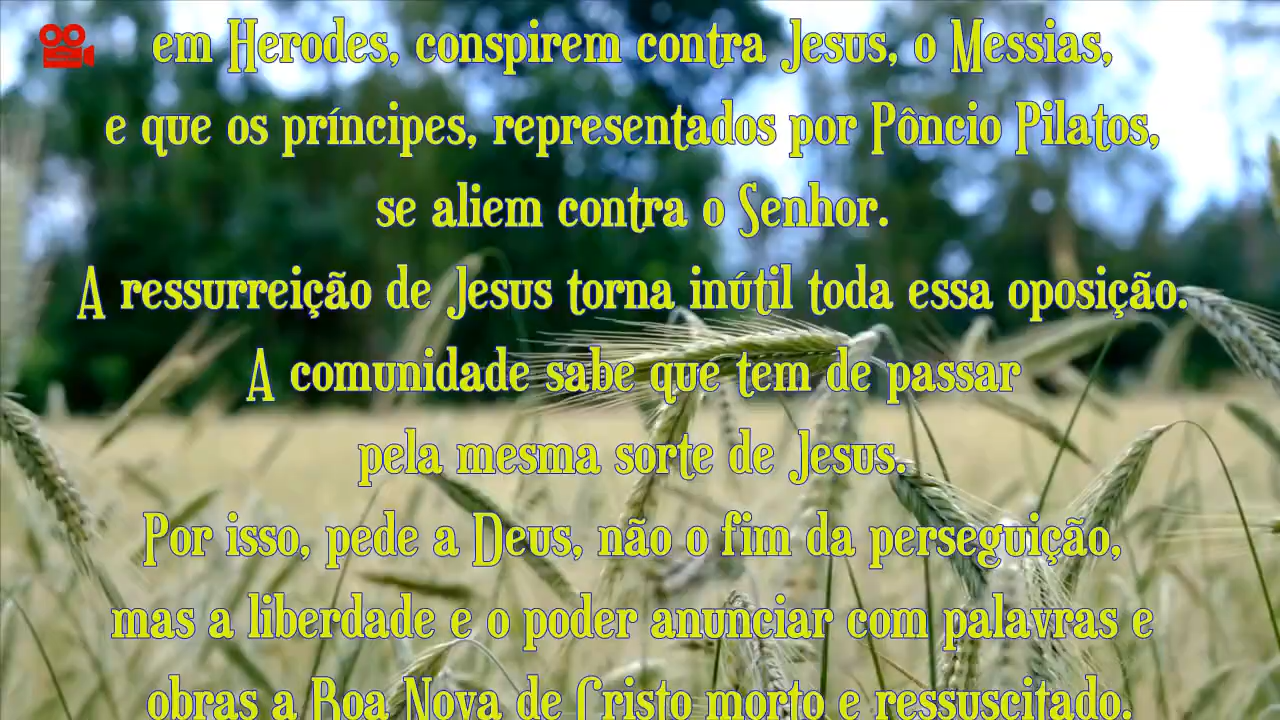 em Herodes, conspirem contra Jesus, o Messias,
e que os príncipes, representados por Pôncio Pilatos,
se aliem contra o Senhor.
A ressurreição de Jesus torna inútil toda essa oposição.
A comunidade sabe que tem de passar
pela mesma sorte de Jesus.
Por isso, pede a Deus, não o fim da perseguição,
mas a liberdade e o poder anunciar com palavras e
obras a Boa Nova de Cristo morto e ressuscitado.